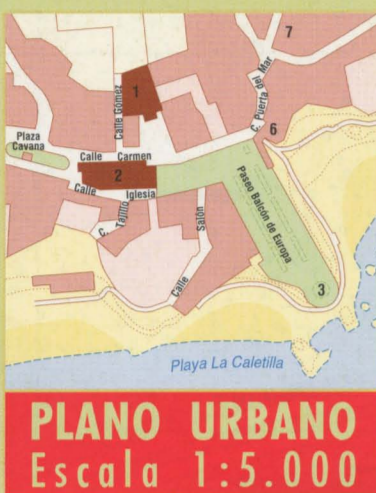 7
C. Puerta del Mar
1
Calle Gómez
6
Plaza
Cavana
Calle Carmen
2
Calle Iglesia
Paseo Balcón de Europa
C. Tajillo
Calle Salón
3
Playa La Caletilla
PLANO URBANO
Escala 1:5.000